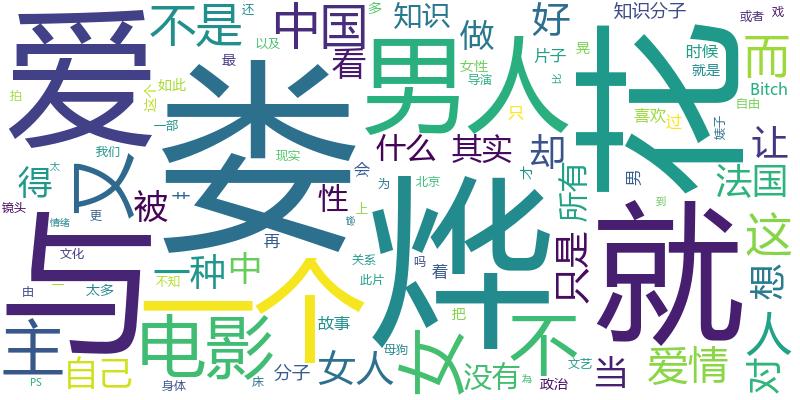 爱
不是
中国
知识
做
好
知识分子
或者
戏
还
多
看
片子
晃
时候
而
最
以及
男人
女性
导演
比
就是
Bitch
拍
这个
如此
娄
花
喜欢
过
自由
一部
我们
现实
什么
其实
只
却
让
太
又
得
被
艹
性
会
为
北京
才
所有
男
婊子
法国
镜头
情绪
更
再
上
烨
到
与
文化
一种
中
关系
吗
着
只是
就
这
想
由
一
太多
不知
一个
此片
把
主
电影
故事
女
不
对
人
PS
自己
身体
床
分子
女人
母狗
没有
政治
文艺
為
当
爱情